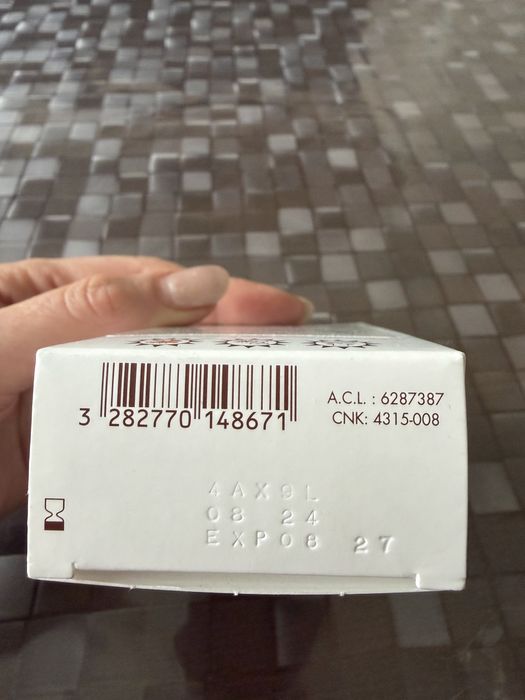 3 282770 148671
A.C.L. : 6287387
CNK: 4315-008
4AX9L
08 24
EXP08 27